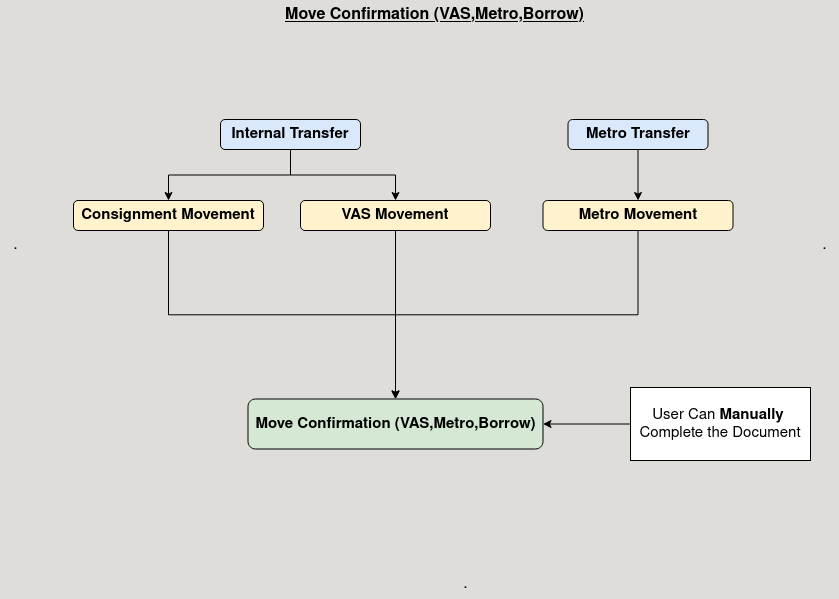 Move Confirmation (VAS,Metro,Borrow)
Internal Transfer
Metro Transfer
Consignment Movement
VAS Movement
Metro Movement
Move Confirmation (VAS,Metro,Borrow)
User Can Manually
Complete the Document